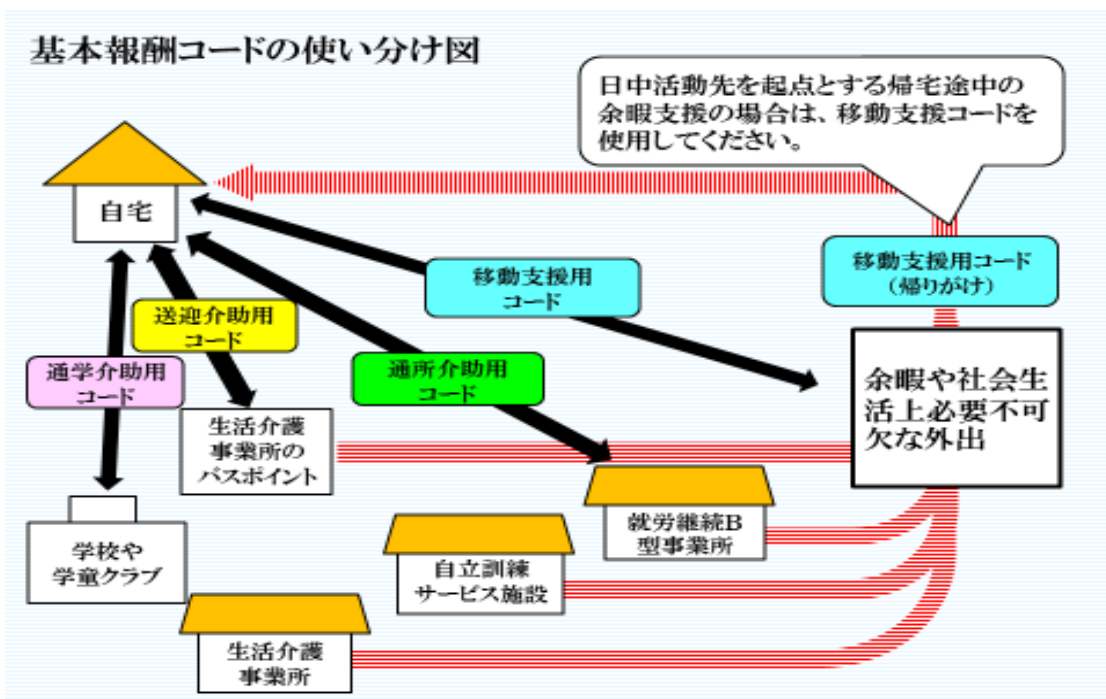 基本報酬コードの使い分け図
日中活動先を起点とする帰宅途中の
余暇支援の場合は、移動支援コードを
使用してください。
自宅
移動支援用
コード
移動支援用コード
（帰りがけ）
送迎介助用
コード
通学介助用
コード
通所介助用
コード
余暇や社会生
活上必要不可
欠な外出
生活介護
事業所の
バスポイント
就労継続B
型事業所
学校や
学童クラブ
自立訓練
サービス施設
生活介護
事業所